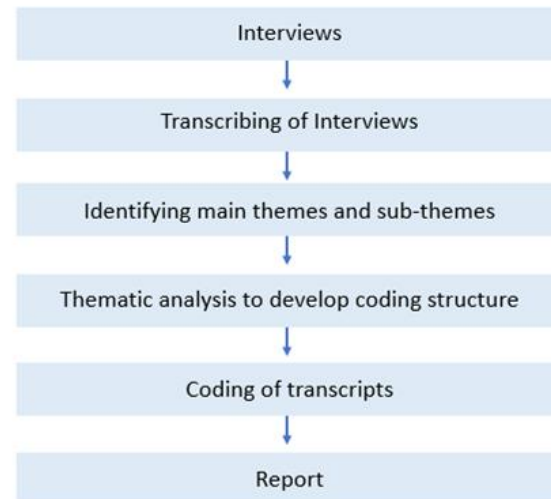 Interviews
Transcribing of Interviews
Identifying main themes and sub-themes
Thematic analysis to develop coding structure
Coding of transcripts
Report